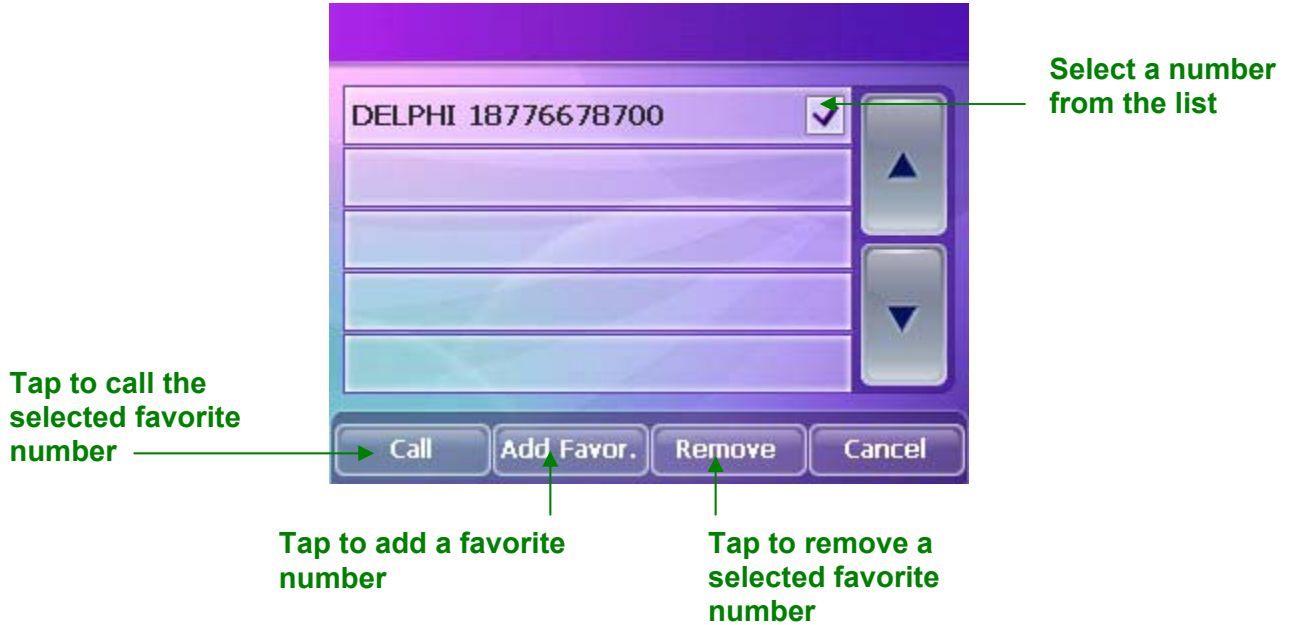 Select a number
from the list
DELPHI 18776678700
Tap to call the
selected favorite
number
Call
Add Favor.
Remove
Cancel
Tap to add a favorite
number
Tap to remove a
selected favorite
number